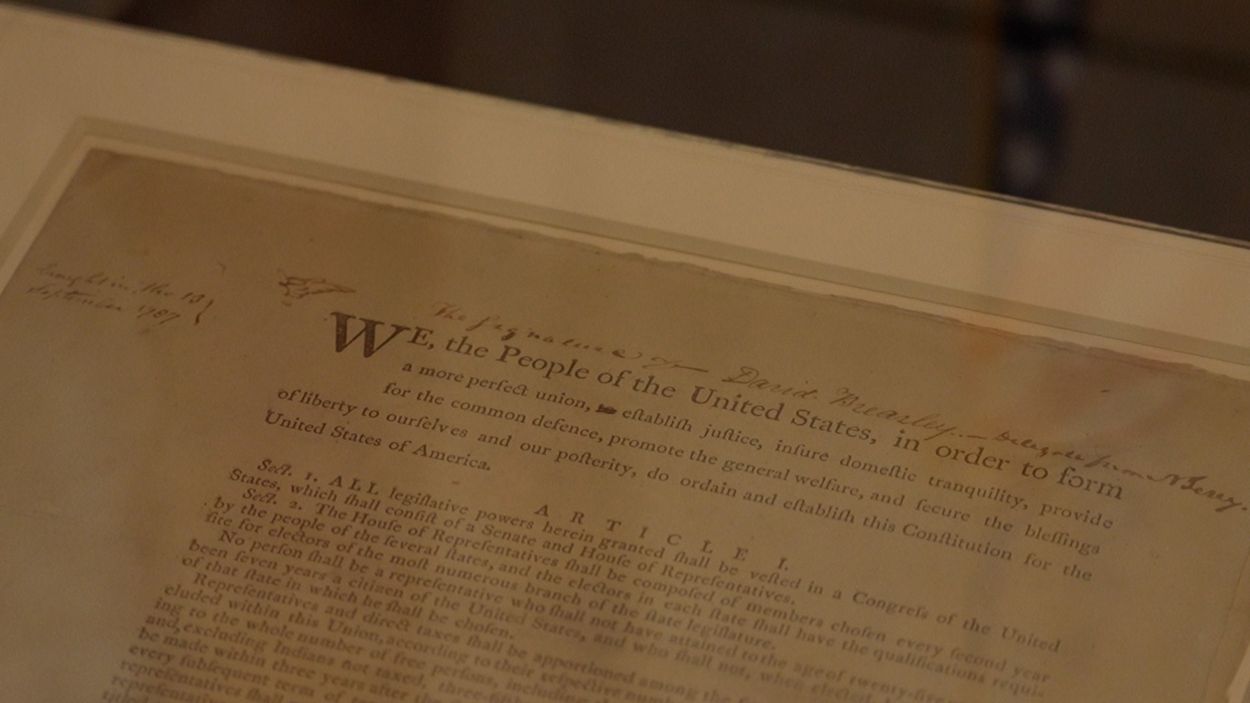 brought in, the 13
September 1787
The signature of David Brearley — Delegate from N Jersey.
WE, the People of the United States, in order to form
a more perfect union, to eſtabliſh juſtice, inſure domeſtic tranquility, provide
for the common defence, promote the general welfare, and ſecure the bleſſings
of liberty to ourſelves and our poſterity, do ordain and eſtabliſh this Conſtitution for the
United States of America.
A R T I C L E I.
Sect. 1. ALL legiſlative powers herein granted ſhall be veſted in a Congreſs of the United
States, which ſhall conſiſt of a Senate and Houſe of Repreſentatives.
Sect. 2. The Houſe of Repreſentatives ſhall be compoſed of members choſen every ſecond year
by the people of the ſeveral ſtates, and the electors in each ſtate ſhall have the qualifications requi-
ſite for electors of the moſt numerous branch of the ſtate legiſlature.
No perſon ſhall be a repreſentative who ſhall not have attained to the age of twenty-five
been ſeven years a citizen of the United States, and who ſhall not, when elected,
of that ſtate in which he ſhall be choſen.
Repreſentatives and direct taxes ſhall be apportioned among the
cluded within this Union, according to their reſpective
ing to the whole number of free perſons, including
and, excluding Indians not taxed,
be made within three years after the
every ſubſequent term of
repreſentatives ſhall